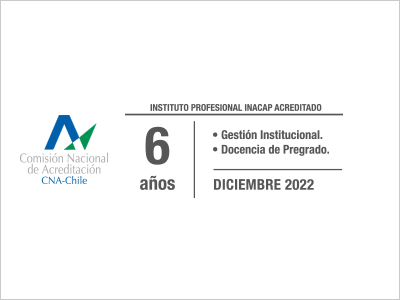 Comisión Nacional
de Acreditación
CNA-Chile
INSTITUTO PROFESIONAL INACAP ACREDITADO
6
años
• Gestión Institucional.
• Docencia de Pregrado.
DICIEMBRE 2022